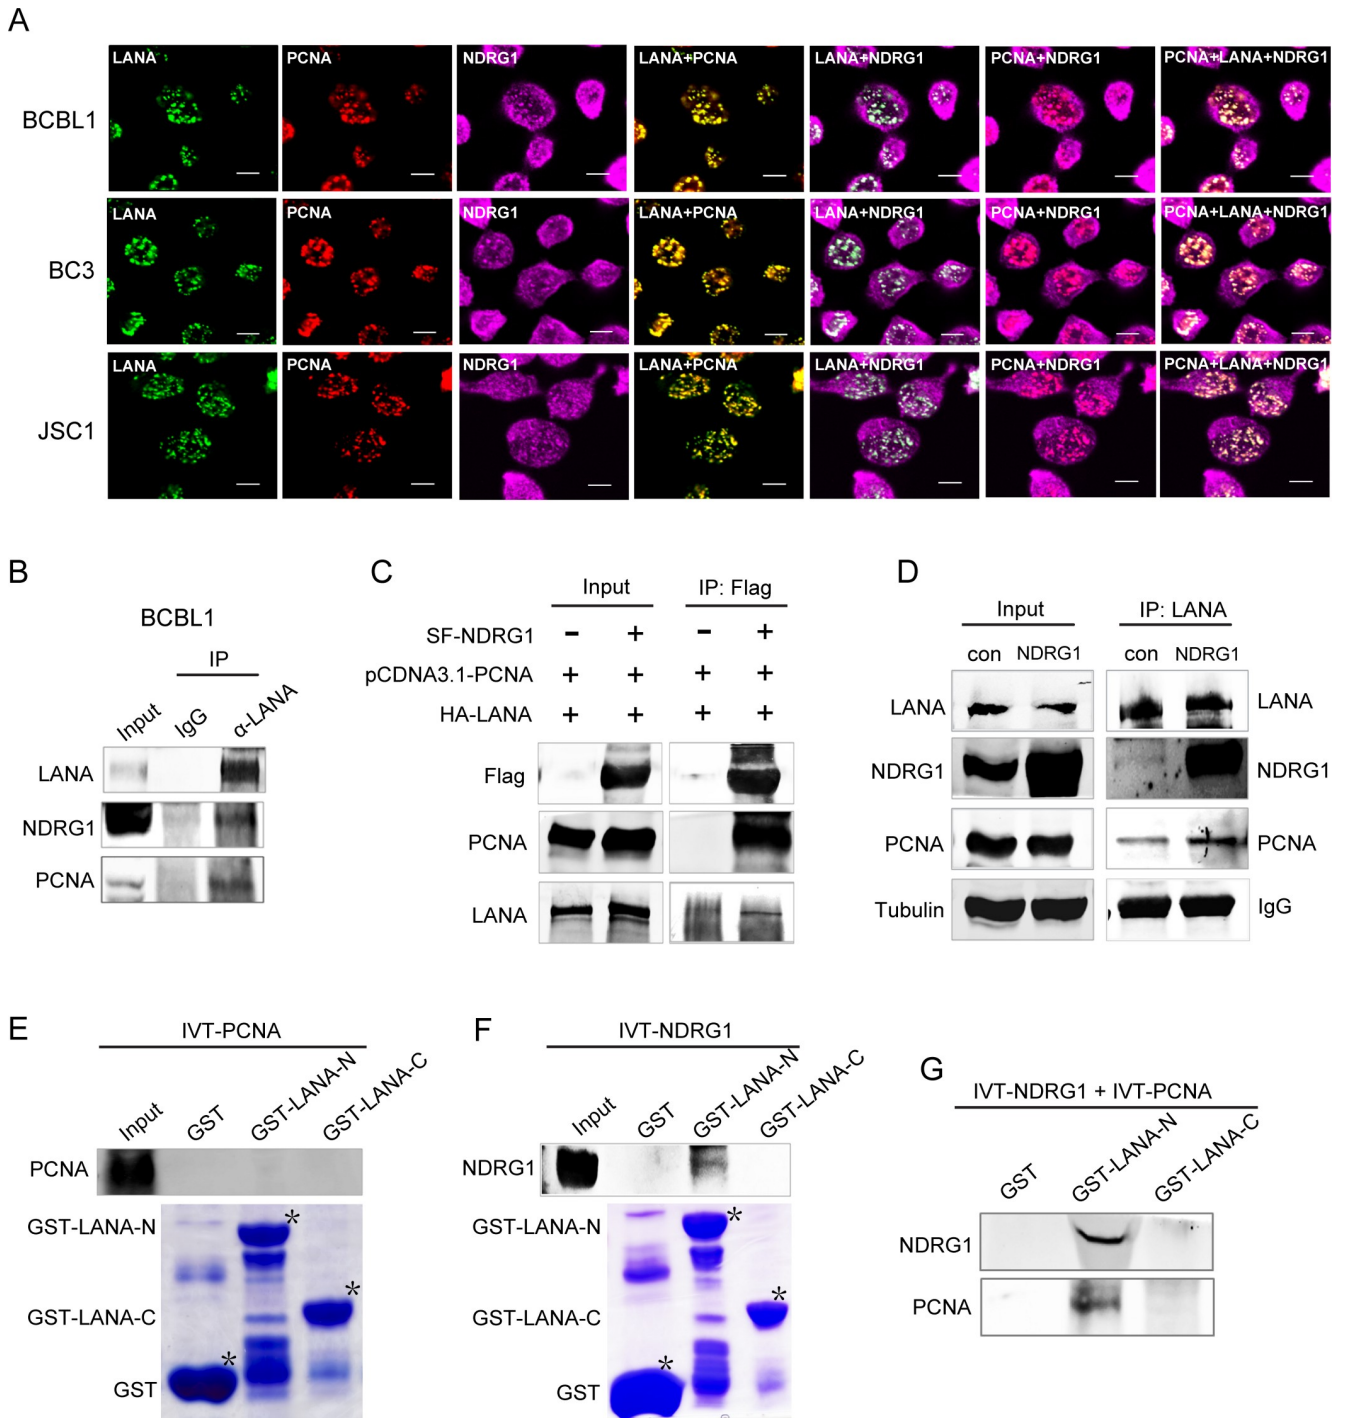 A
LANA PCNA NDRG1 LANA+PCNA LANA+NDRG1 PCNA+NDRG1 PCNA+LANA+NDRG1
BCBL1
LANA PCNA NDRG1 LANA+PCNA LANA+NDRG1 PCNA+NDRG1 PCNA+LANA+NDRG1
BC3
LANA PCNA NDRG1 LANA+PCNA LANA+NDRG1 PCNA+NDRG1 PCNA+LANA+NDRG1
JSC1
B
BCBL1
IP
Input IgG α-LANA
LANA
NDRG1
PCNA
C
Input IP: Flag
SF-NDRG1 - + - +
pCDNA3.1-PCNA + + + +
HA-LANA + + + +
Flag
PCNA
LANA
D
Input IP: LANA
con NDRG1 con NDRG1
LANA LANA
NDRG1 NDRG1
PCNA PCNA
Tubulin IgG
E
IVT-PCNA
Input GST GST-LANA-N GST-LANA-C
PCNA
GST-LANA-N *
GST-LANA-C *
GST *
F
IVT-NDRG1
Input GST GST-LANA-N GST-LANA-C
NDRG1
GST-LANA-N *
GST-LANA-C *
GST *
G
IVT-NDRG1 + IVT-PCNA
GST GST-LANA-N GST-LANA-C
NDRG1
PCNA